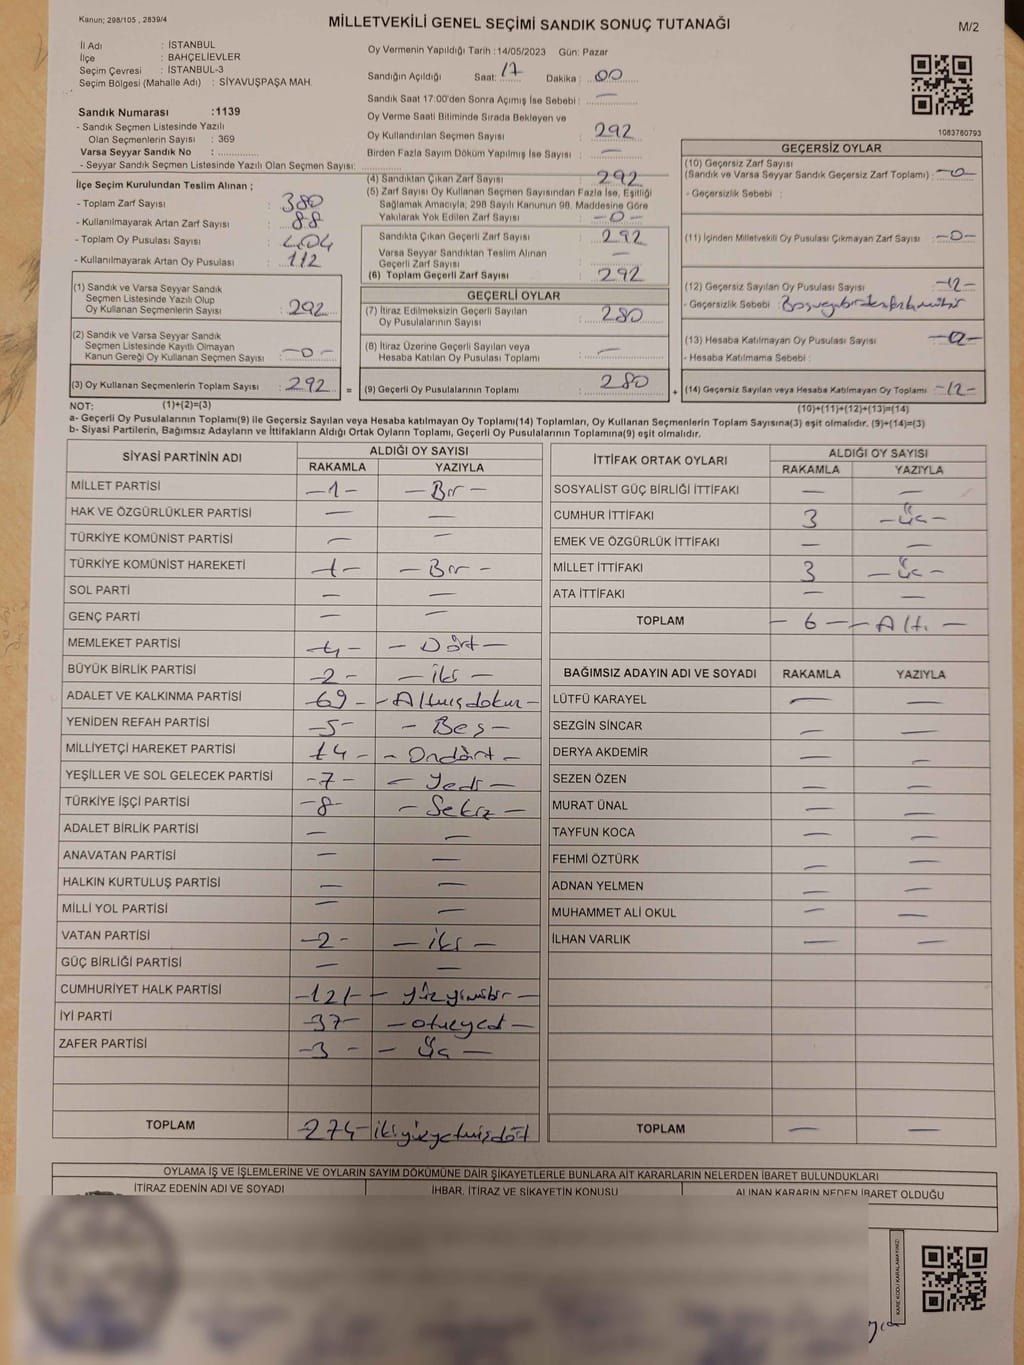 Kanun; 298/105 , 2839/4
MİLLETVEKİLİ GENEL SEÇİMİ SANDIK SONUÇ TUTANAĞI
M/2
İl Adı : İSTANBUL
İlçe : BAHÇELİEVLER
Seçim Çevresi : İSTANBUL-3
Seçim Bölgesi (Mahalle Adı) : SİYAVUŞPAŞA MAH.
Sandık Numarası :1139
- Sandık Seçmen Listesinde Yazılı
Olan Seçmenlerin Sayısı : 369
Varsa Seyyar Sandık No :
- Seyyar Sandık Seçmen Listesinde Yazılı Olan Seçmen Sayısı:
Oy Vermenin Yapıldığı Tarih :14/05/2023 Gün: Pazar
Sandığın Açıldığı Saat: 17 Dakika : 00
Sandık Saat 17:00'den Sonra Açımış İse Sebebi : —
Oy Verme Saati Bitiminde Sırada Bekleyen ve
Oy Kullandırılan Seçmen Sayısı : 292
Birden Fazla Sayım Döküm Yapılmış İse Sayısı : —
1083780793
İlçe Seçim Kurulundan Teslim Alınan ;
- Toplam Zarf Sayısı : 380
- Kullanılmayarak Artan Zarf Sayısı : 88
- Toplam Oy Pusulası Sayısı : 404
- Kullanılmayarak Artan Oy Pusulası : 112
(4) Sandıktan Çıkan Zarf Sayısı : 292
(5) Zarf Sayısı Oy Kullanan Seçmen Sayısından Fazla İse, Eşitliği
Sağlamak Amacıyla, 298 Sayılı Kanunun 98. Maddesine Göre
Yakılarak Yok Edilen Zarf Sayısı : -0-
Sandıkta Çıkan Geçerli Zarf Sayısı : 292
Varsa Seyyar Sandıktan Teslim Alınan
Geçerli Zarf Sayısı : —
(6) Toplam Geçerli Zarf Sayısı : 292
GEÇERSİZ OYLAR
(10) Geçersiz Zarf Sayısı
(Sandık ve Varsa Seyyar Sandık Geçersiz Zarf Toplamı) : -0-
- Geçersizlik Sebebi :
(11) İçinden Milletvekili Oy Pusulası Çıkmayan Zarf Sayısı : -0-
(12) Geçersiz Sayılan Oy Pusulası Sayısı : -12-
- Geçersizlik Sebebi :
(13) Hesaba Katılmayan Oy Pusulası Sayısı : -0-
- Hesaba Katılmama Sebebi :
(14) Geçersiz Sayılan veya Hesaba Katılmayan Oy Toplamı : -12-
(10)+(11)+(12)+(13)=(14)
(1) Sandık ve Varsa Seyyar Sandık
Seçmen Listesinde Yazılı Olup
Oy Kullanan Seçmenlerin Sayısı : 292
(2) Sandık ve Varsa Seyyar Sandık
Seçmen Listesinde Kayıtlı Olmayan
Kanun Gereği Oy Kullanan Seçmen Sayısı : -0-
(3) Oy Kullanan Seçmenlerin Toplam Sayısı : 292 =
(1)+(2)=(3)
GEÇERLİ OYLAR
(7) İtiraz Edilmeksizin Geçerli Sayılan
Oy Pusulalarının Sayısı : 280
(8) İtiraz Üzerine Geçerli Sayılan veya
Hesaba Katılan Oy Pusulası Toplamı : —
(9) Geçerli Oy Pusulalarının Toplamı : 280 +
NOT:
a- Geçerli Oy Pusulalarının Toplamı(9) ile Geçersiz Sayılan veya Hesaba katılmayan Oy Toplamı(14) Toplamları, Oy Kullanan Seçmenlerin Toplam Sayısına(3) eşit olmalıdır. (9)+(14)=(3)
b- Siyasi Partilerin, Bağımsız Adayların ve İttifakların Aldığı Ortak Oyların Toplamı, Geçerli Oy Pusulalarının Toplamına(9) eşit olmalıdır.
SİYASİ PARTİNİN ADI ALDIĞI OY SAYISI
RAKAMLA YAZIYLA
MİLLET PARTİSİ -1- - Bir -
HAK VE ÖZGÜRLÜKLER PARTİSİ — —
TÜRKİYE KOMÜNİST PARTİSİ — —
TÜRKİYE KOMÜNİST HAREKETİ -1- - Bir -
SOL PARTİ — —
GENÇ PARTİ — —
MEMLEKET PARTİSİ -4- - Dört -
BÜYÜK BİRLİK PARTİSİ -2- - iki -
ADALET VE KALKINMA PARTİSİ -69- - Altmışdokuz -
YENİDEN REFAH PARTİSİ -5- - Beş -
MİLLİYETÇİ HAREKET PARTİSİ 14 - - Ondört -
YEŞİLLER VE SOL GELECEK PARTİSİ -7- - Yedi -
TÜRKİYE İŞÇİ PARTİSİ -8- - Sekiz -
ADALET BİRLİK PARTİSİ — —
ANAVATAN PARTİSİ — —
HALKIN KURTULUŞ PARTİSİ — —
MİLLİ YOL PARTİSİ — —
VATAN PARTİSİ -2- - iki -
GÜÇ BİRLİĞİ PARTİSİ — —
CUMHURİYET HALK PARTİSİ -121- - yüzyirmibir -
İYİ PARTİ -37- - otuzyedi -
ZAFER PARTİSİ -3- - Üç -
TOPLAM -274- ikiyüzyetmişdört
İTTİFAK ORTAK OYLARI ALDIĞI OY SAYISI
RAKAMLA YAZIYLA
SOSYALİST GÜÇ BİRLİĞİ İTTİFAKI — —
CUMHUR İTTİFAKI 3 - Üç -
EMEK VE ÖZGÜRLÜK İTTİFAKI — —
MİLLET İTTİFAKI 3 - Üç -
ATA İTTİFAKI — —
TOPLAM - 6 - - Altı -
BAĞIMSIZ ADAYIN ADI VE SOYADI RAKAMLA YAZIYLA
LÜTFÜ KARAYEL — —
SEZGİN SİNCAR — —
DERYA AKDEMİR — —
SEZEN ÖZEN — —
MURAT ÜNAL — —
TAYFUN KOCA — —
FEHMİ ÖZTÜRK — —
ADNAN YELMEN — —
MUHAMMET ALİ OKUL — —
İLHAN VARLIK — —
TOPLAM — —
OYLAMA İŞ VE İŞLEMLERİNE VE OYLARIN SAYIM DÖKÜMÜNE DAİR ŞİKAYETLERLE BUNLARA AİT KARARLARIN NELERDEN İBARET BULUNDUKLARI
İTİRAZ EDENİN ADI VE SOYADI İHBAR, İTİRAZ VE ŞİKAYETİN KONUSU ALINAN KARARIN NEDEN İBARET OLDUĞU
KARE KODU KARALAMAYINIZ!